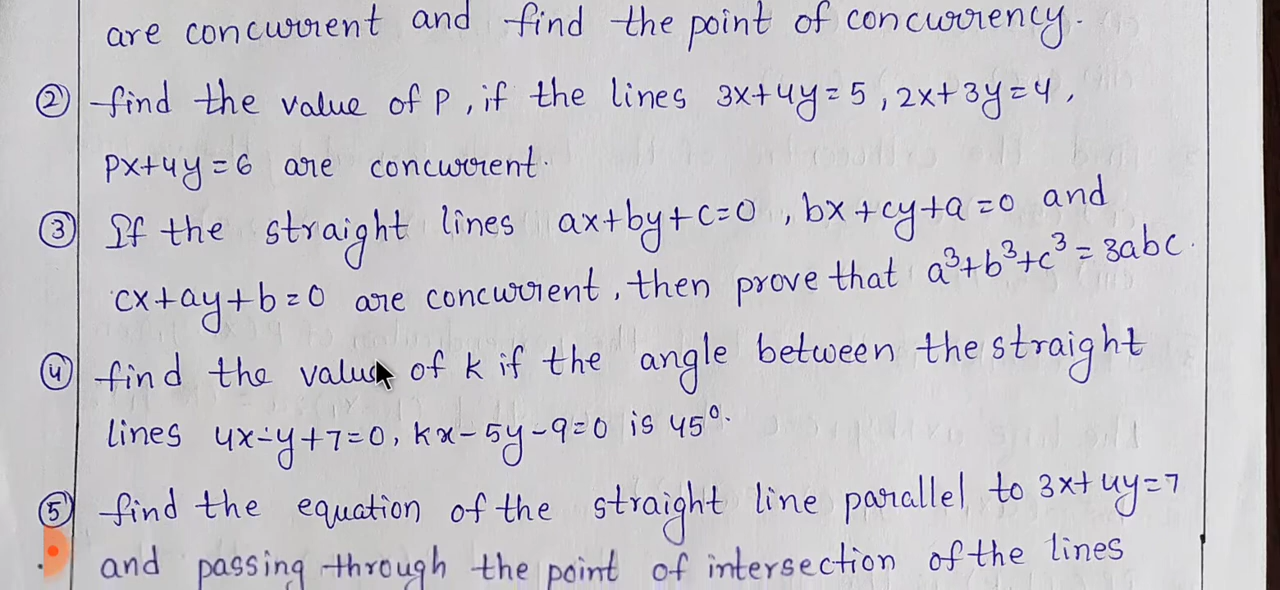 are concurrent and find the point of concurrency.
② find the value of P, if the lines 3x+4y=5, 2x+3y=4,
Px+4y=6 are concurrent.
③ If the straight lines ax+by+c=0, bx+cy+a=0 and
cx+ay+b=0 are concurrent, then prove that a³+b³+c³=3abc.
④ find the value of k if the angle between the straight
lines 4x-y+7=0, kx-5y-9=0 is 45⁰.
⑤ find the equation of the straight line parallel to 3x+4y=7
and passing through the point of intersection of the lines